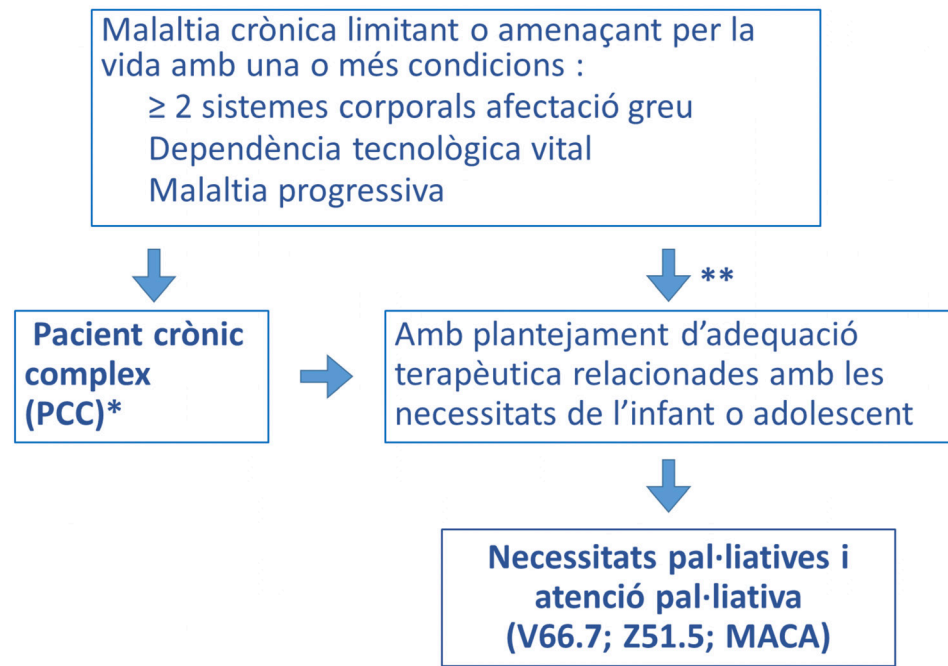 Malaltia crònica limitant o amenaçant per la
vida amb una o més condicions :
≥ 2 sistemes corporals afectació greu
Dependència tecnològica vital
Malaltia progressiva
**
Pacient crònic
complex
(PCC)*
Amb plantejament d’adequació
terapèutica relacionades amb les
necessitats de l’infant o adolescent
Necessitats pal·liatives i
atenció pal·liativa
(V66.7; Z51.5; MACA)